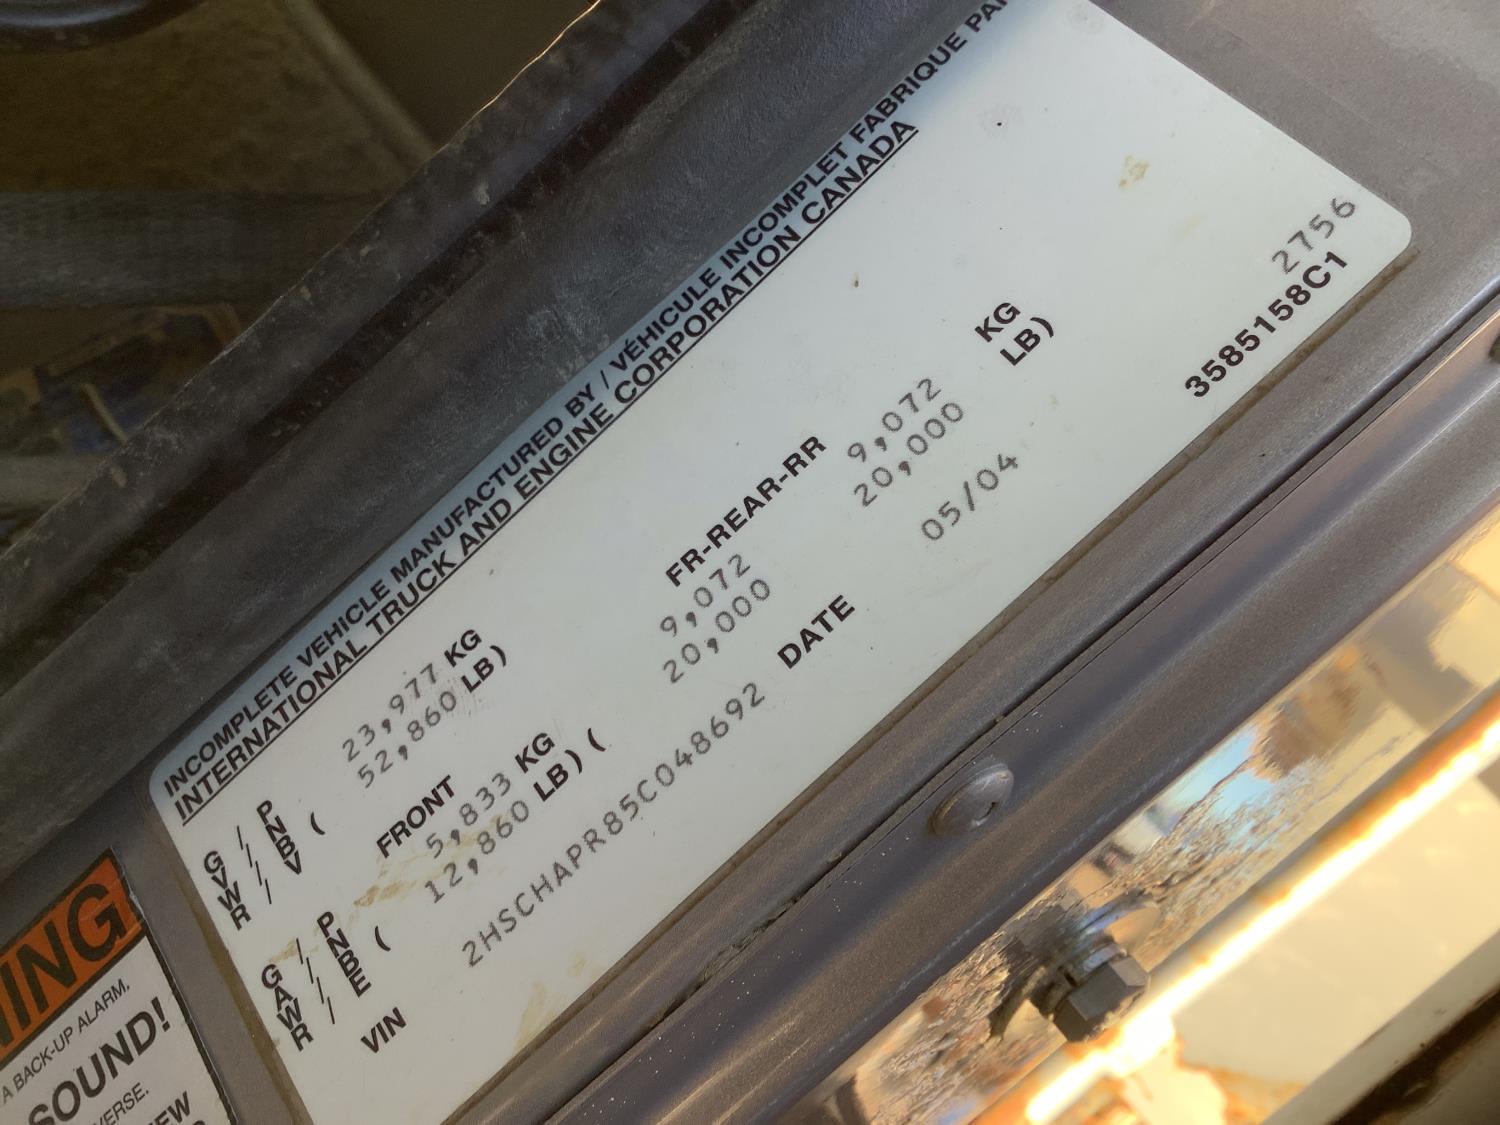 INCOMPLETE VEHICLE MANUFACTURED BY / VÉHICULE INCOMPLET FABRIQUE PAR
INTERNATIONAL TRUCK AND ENGINE CORPORATION CANADA
GVWR / / / / PNBV
23,977 KG
( 52,860 LB)
FRONT
FR-REAR-RR
GAWR / / / / PNBE
5,833 KG
9,072
9,072
KG
( 12,860 LB) (
20,000
20,000
LB)
VIN 2HSCHAPR85C048692 DATE 05/04
2756
3585158C1
A BACK-UP ALARM.
SOUND!